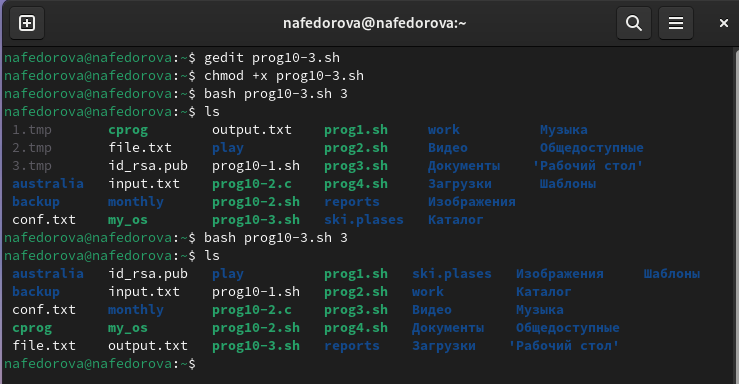 nafedorova@nafedorova:~
nafedorova@nafedorova:~$ gedit prog10-3.sh
nafedorova@nafedorova:~$ chmod +x prog10-3.sh
nafedorova@nafedorova:~$ bash prog10-3.sh 3
nafedorova@nafedorova:~$ ls
1.tmp cprog output.txt prog1.sh work Музыка
2.tmp file.txt play prog2.sh Видео Общедоступные
3.tmp id_rsa.pub prog10-1.sh prog3.sh Документы 'Рабочий стол'
australia input.txt prog10-2.c prog4.sh Загрузки Шаблоны
backup monthly prog10-2.sh reports Изображения
conf.txt my_os prog10-3.sh ski.plases Каталог
nafedorova@nafedorova:~$ bash prog10-3.sh 3
nafedorova@nafedorova:~$ ls
australia id_rsa.pub play prog1.sh ski.plases Изображения Шаблоны
backup input.txt prog10-1.sh prog2.sh work Каталог
conf.txt monthly prog10-2.c prog3.sh Видео Музыка
cprog my_os prog10-2.sh prog4.sh Документы Общедоступные
file.txt output.txt prog10-3.sh reports Загрузки 'Рабочий стол'
nafedorova@nafedorova:~$